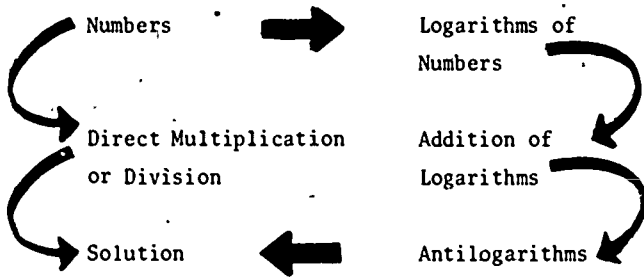 Numbers
Logarithms of
Numbers
Direct Multiplication
or Division
Addition of
Logarithms
Solution
Antilogarithms